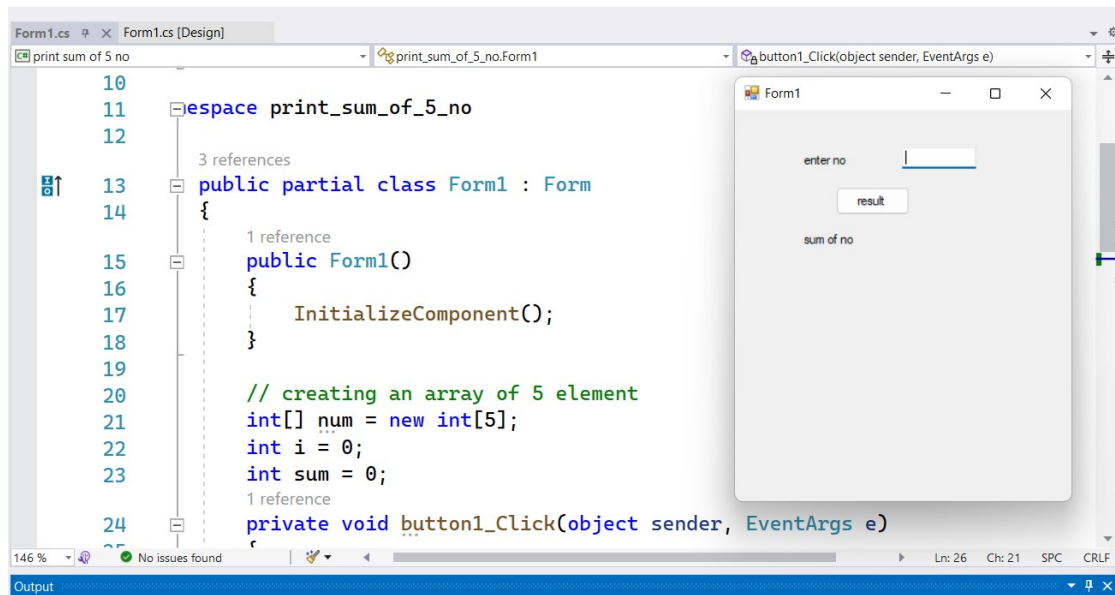 Form1.cs Form1.cs [Design]
print sum of 5 no print_sum_of_5_no.Form1 button1_Click(object sender, EventArgs e)
10
11 espace print_sum_of_5_no
12
3 references
13 public partial class Form1 : Form
14 {
1 reference
15 public Form1()
16 {
17 InitializeComponent();
18 }
19
20 // creating an array of 5 element
21 int[] num = new int[5];
22 int i = 0;
23 int sum = 0;
1 reference
24 private void button1_Click(object sender, EventArgs e)
Form1
enter no
result
sum of no
146 % No issues found Ln: 26 Ch: 21 SPC CRLF
Output